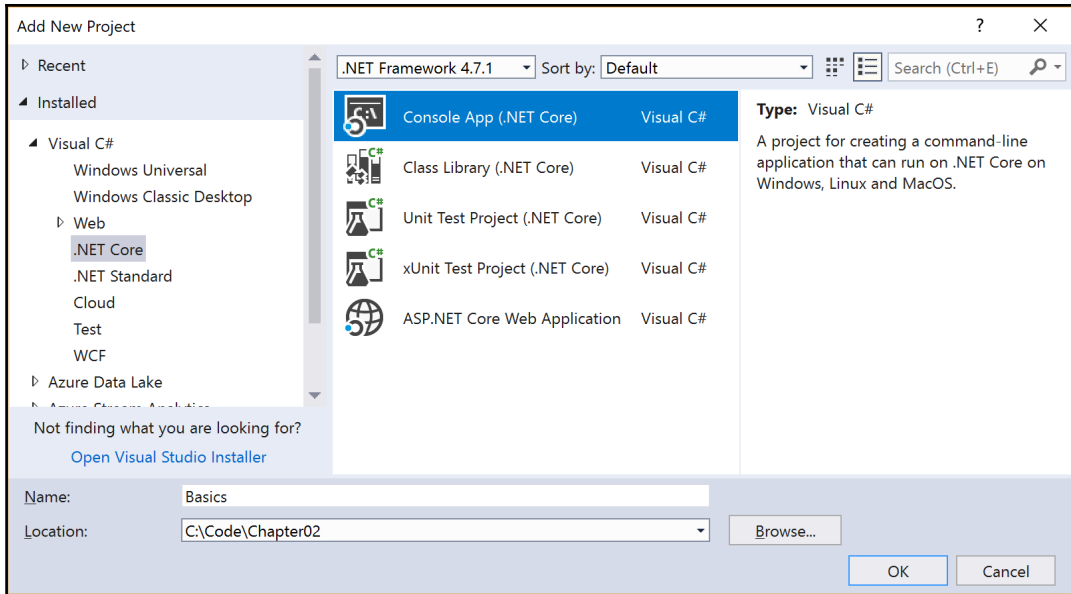 Add New Project
?
Recent
Installed
Visual C#
Windows Universal
Windows Classic Desktop
Web
.NET Core
.NET Standard
Cloud
Test
WCF
Azure Data Lake
Azure Stream Analytics
Not finding what you are looking for?
Open Visual Studio Installer
.NET Framework 4.7.1
Sort by: Default
Search (Ctrl+E)
Console App (.NET Core) Visual C#
Class Library (.NET Core) Visual C#
Unit Test Project (.NET Core) Visual C#
xUnit Test Project (.NET Core) Visual C#
ASP.NET Core Web Application Visual C#
Type: Visual C#
A project for creating a command-line
application that can run on .NET Core on
Windows, Linux and MacOS.
Name: Basics
Location: C:\Code\Chapter02
Browse...
OK Cancel